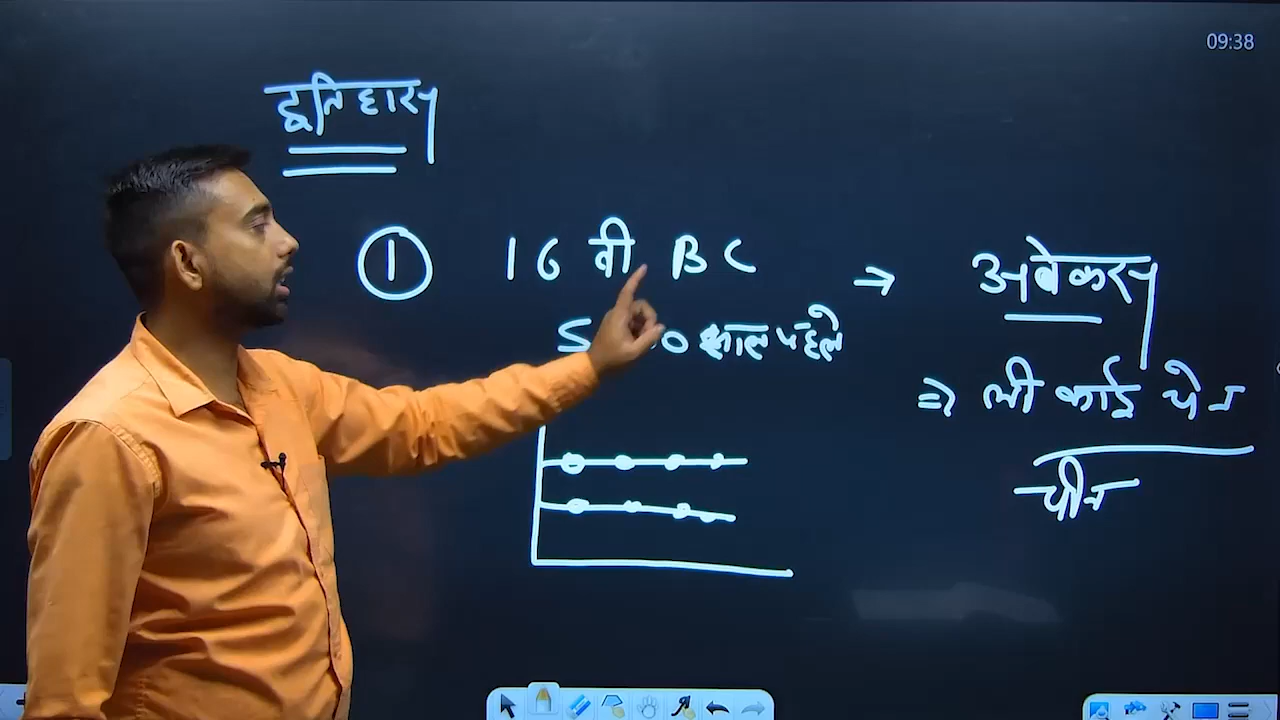 09:38
इतिहास
1 16 वी BC → अबेकस
साल पहले
⇒ ली काई चेन
चीन